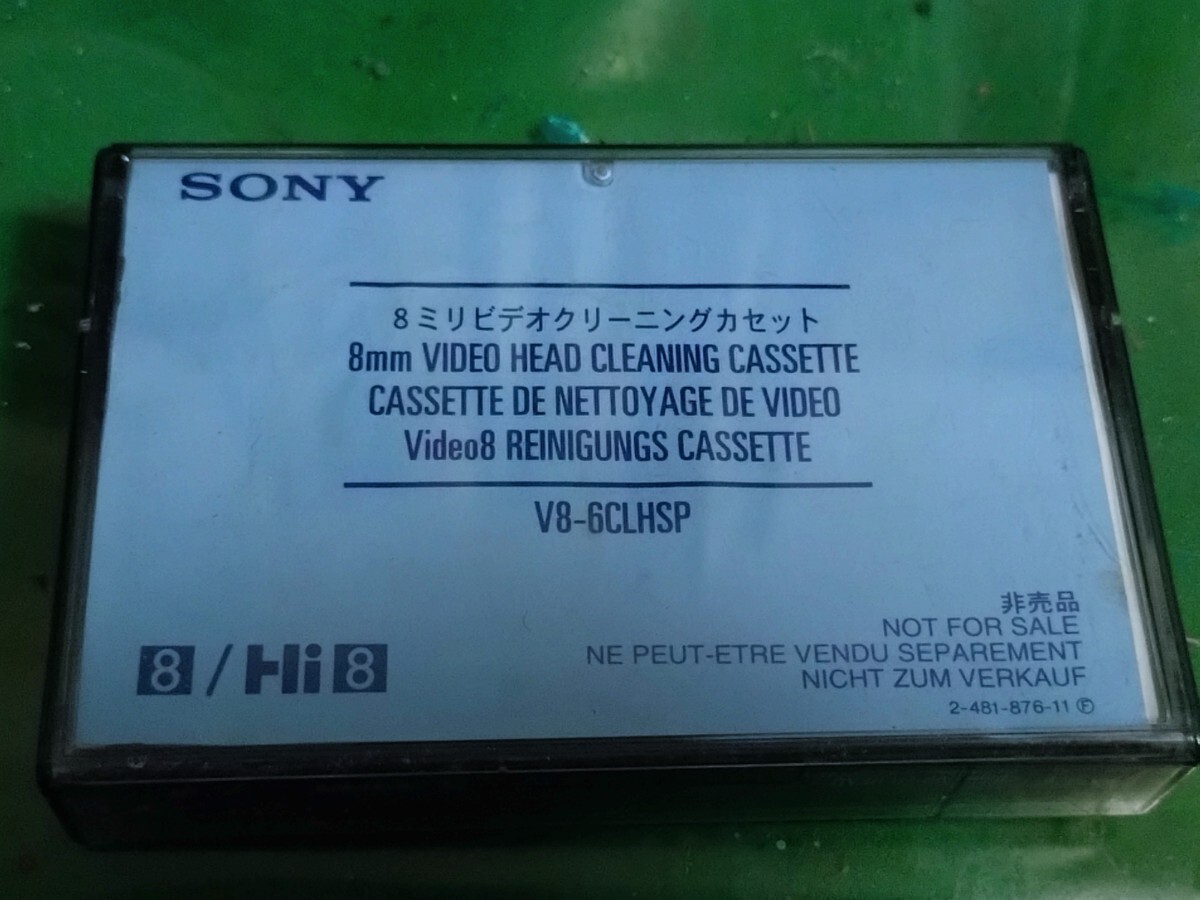 SONY
8ミリビデオクリーニングカセット
8mm VIDEO HEAD CLEANING CASSETTE
CASSETTE DE NETTOYAGE DE VIDEO
Video8 REINIGUNGS CASSETTE
V8-6CLHSP
8/Hi8
非売品
NOT FOR SALE
NE PEUT-ETRE VENDU SEPAREMENT
NICHT ZUM VERKAUF
2-481-876-11 Ⓕ